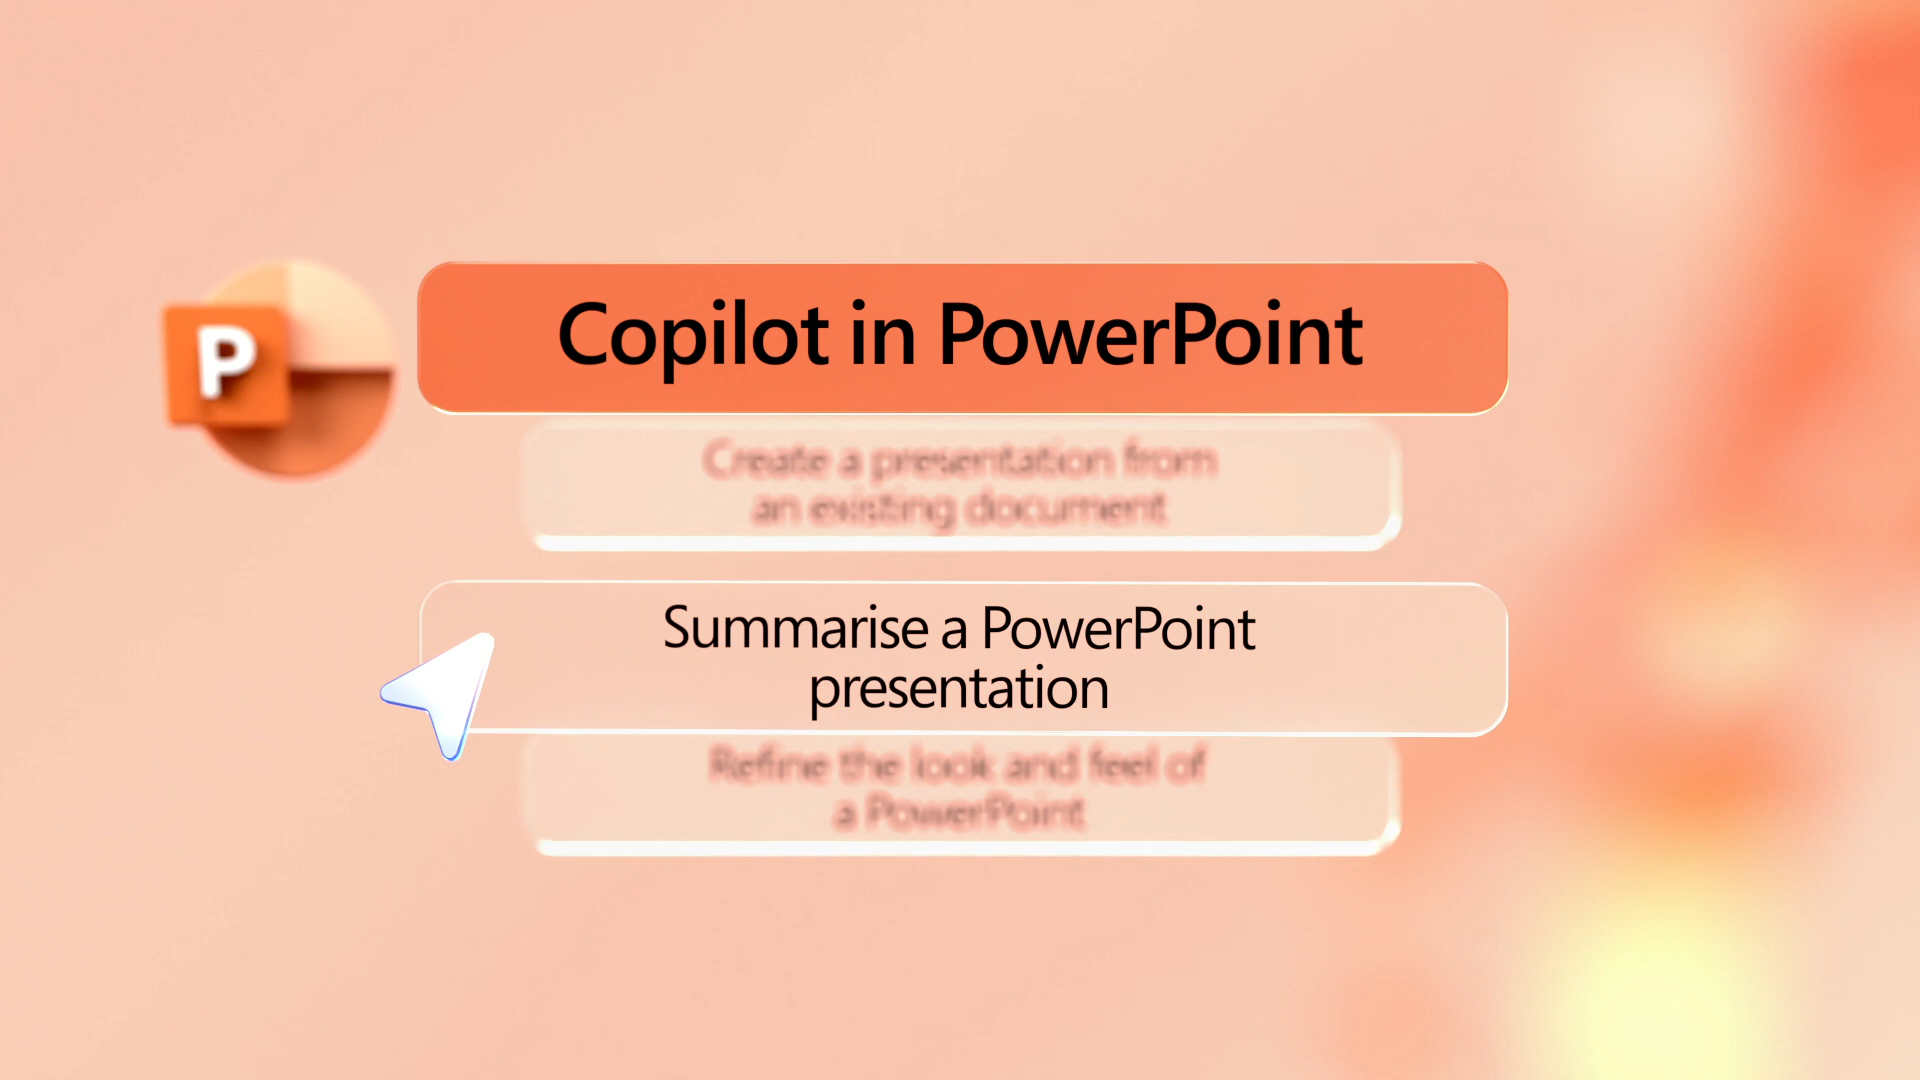 P
Copilot in PowerPoint
Create a presentation from
an existing document
Summarise a PowerPoint
presentation
Refine the look and feel of
a PowerPoint